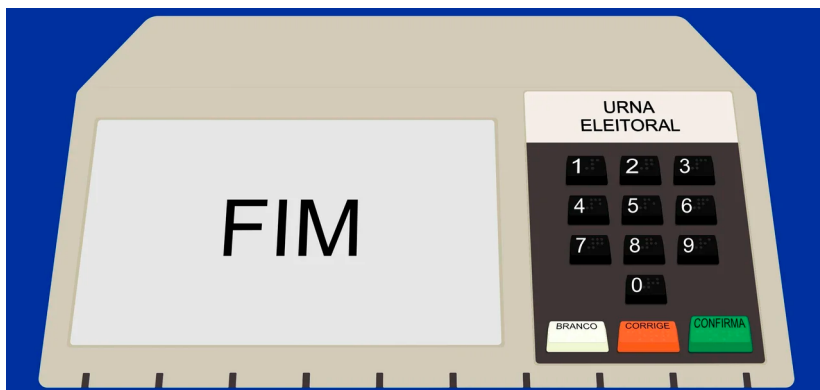 URNA
ELEITORAL
FIM
1 2 3
4 5 6
7 8 9
0
BRANCO CORRIGE CONFIRMA